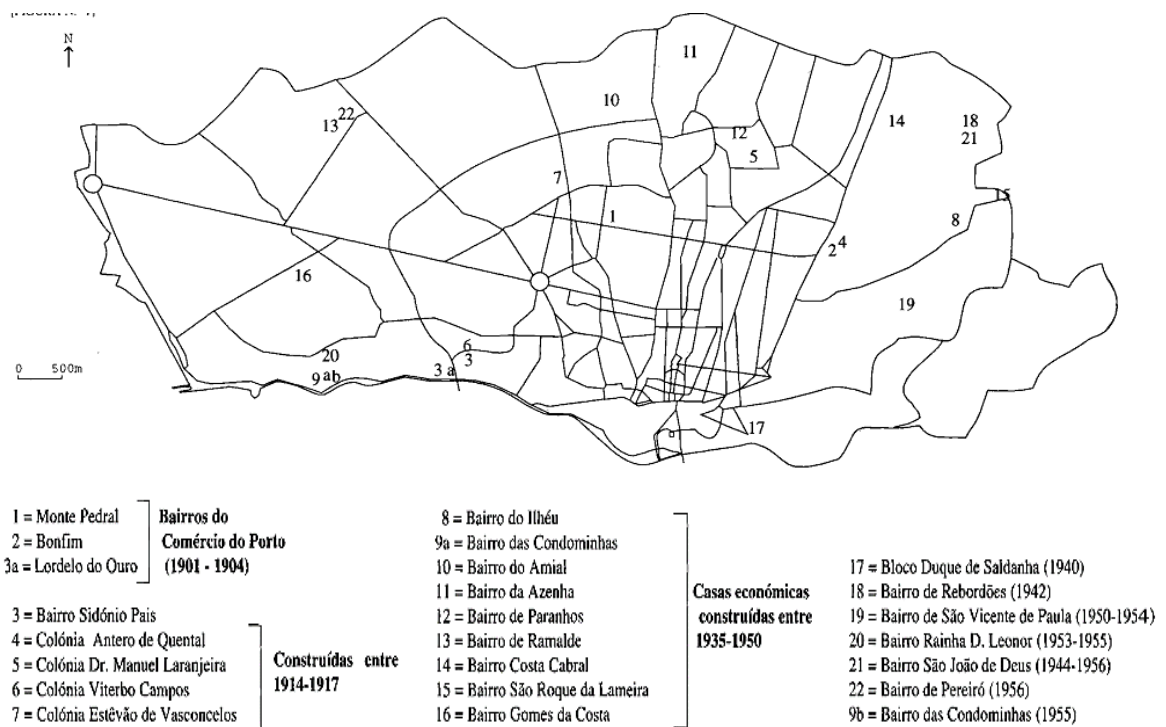 N
11
10
22
13
14
18
21
12
5
7
15
1
8
4
2
16
19
6
3
20
3 a
9 ab
0 500m
17
1 = Monte Pedral
2 = Bonfim
3a = Lordelo do Ouro
Bairros do
Comércio do Porto
(1901 - 1904)
3 = Bairro Sidónio Pais
4 = Colónia Antero de Quental
5 = Colónia Dr. Manuel Laranjeira
6 = Colónia Viterbo Campos
7 = Colónia Estêvão de Vasconcelos
Construídas entre
1914-1917
8 = Bairro do Ilhéu
9a = Bairro das Condominhas
10 = Bairro do Amial
11 = Bairro da Azenha
12 = Bairro de Paranhos
13 = Bairro de Ramalde
14 = Bairro Costa Cabral
15 = Bairro São Roque da Lameira
16 = Bairro Gomes da Costa
Casas económicas
construídas entre
1935-1950
17 = Bloco Duque de Saldanha (1940)
18 = Bairro de Rebordões (1942)
19 = Bairro de São Vicente de Paula (1950-1954)
20 = Bairro Rainha D. Leonor (1953-1955)
21 = Bairro São João de Deus (1944-1956)
22 = Bairro de Pereiró (1956)
9b = Bairro das Condominhas (1955)